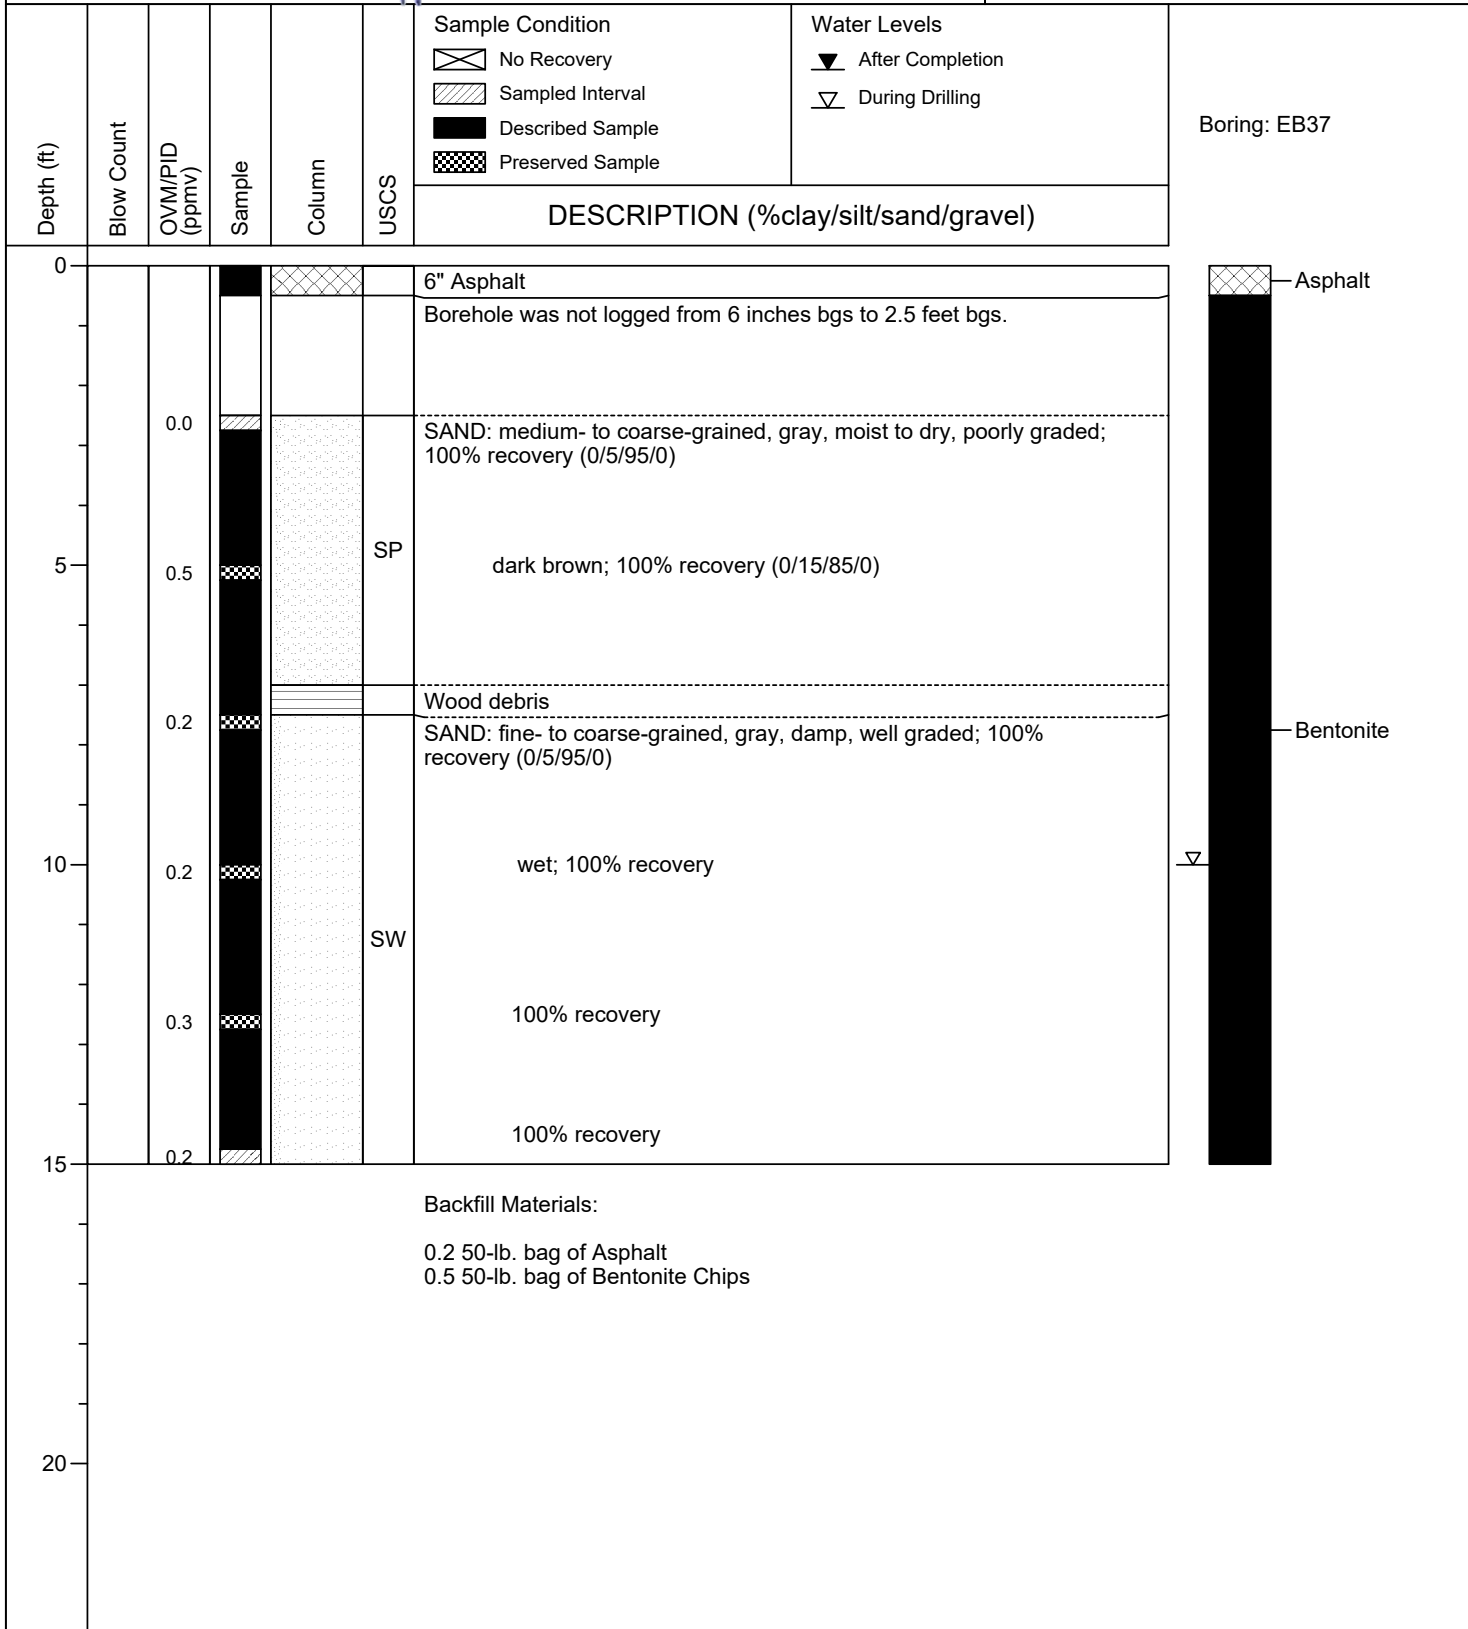 Sample Condition
No Recovery
Sampled Interval
Described Sample
Preserved Sample
Water Levels
After Completion
During Drilling
Boring: EB37
Depth (ft)
Blow Count
OVM/PID
(ppmv)
Sample
Column
USCS
DESCRIPTION (%clay/silt/sand/gravel)
0
6" Asphalt
Asphalt
Borehole was not logged from 6 inches bgs to 2.5 feet bgs.
0.0
SAND: medium- to coarse-grained, gray, moist to dry, poorly graded;
100% recovery (0/5/95/0)
SP
5
0.5
dark brown; 100% recovery (0/15/85/0)
Wood debris
0.2
SAND: fine- to coarse-grained, gray, damp, well graded; 100%
recovery (0/5/95/0)
Bentonite
10
0.2
wet; 100% recovery
SW
0.3
100% recovery
100% recovery
0.2
15
Backfill Materials:
0.2 50-lb. bag of Asphalt
0.5 50-lb. bag of Bentonite Chips
20